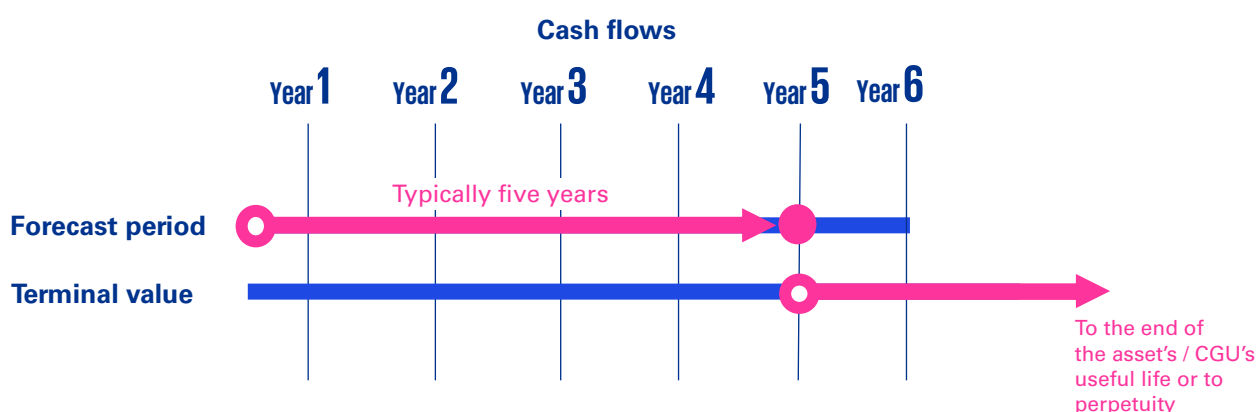 Cash flows
Year 1 Year 2 Year 3 Year 4 Year 5 Year 6
Typically five years
Forecast period
Terminal value
To the end of
the asset's / CGU's
useful life or to
perpetuity